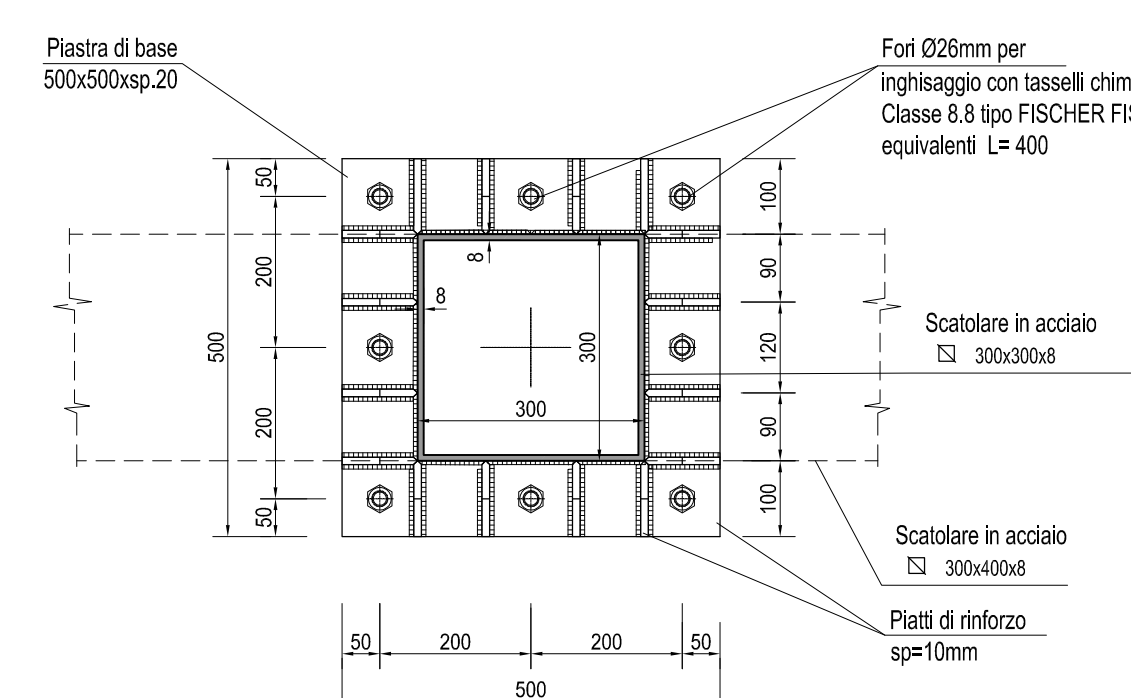 Piastra di base
500x500xsp.20
Fori Ø26mm per
inghisaggio con tasselli chim
Classe 8.8 tipo FISCHER FIS
equivalenti L= 400
50
200
500
200
50
100
90
120
90
100
8
8
300
300
Scatolare in acciaio
300x300x8
Scatolare in acciaio
300x400x8
Piatti di rinforzo
sp=10mm
50
200
200
50
500